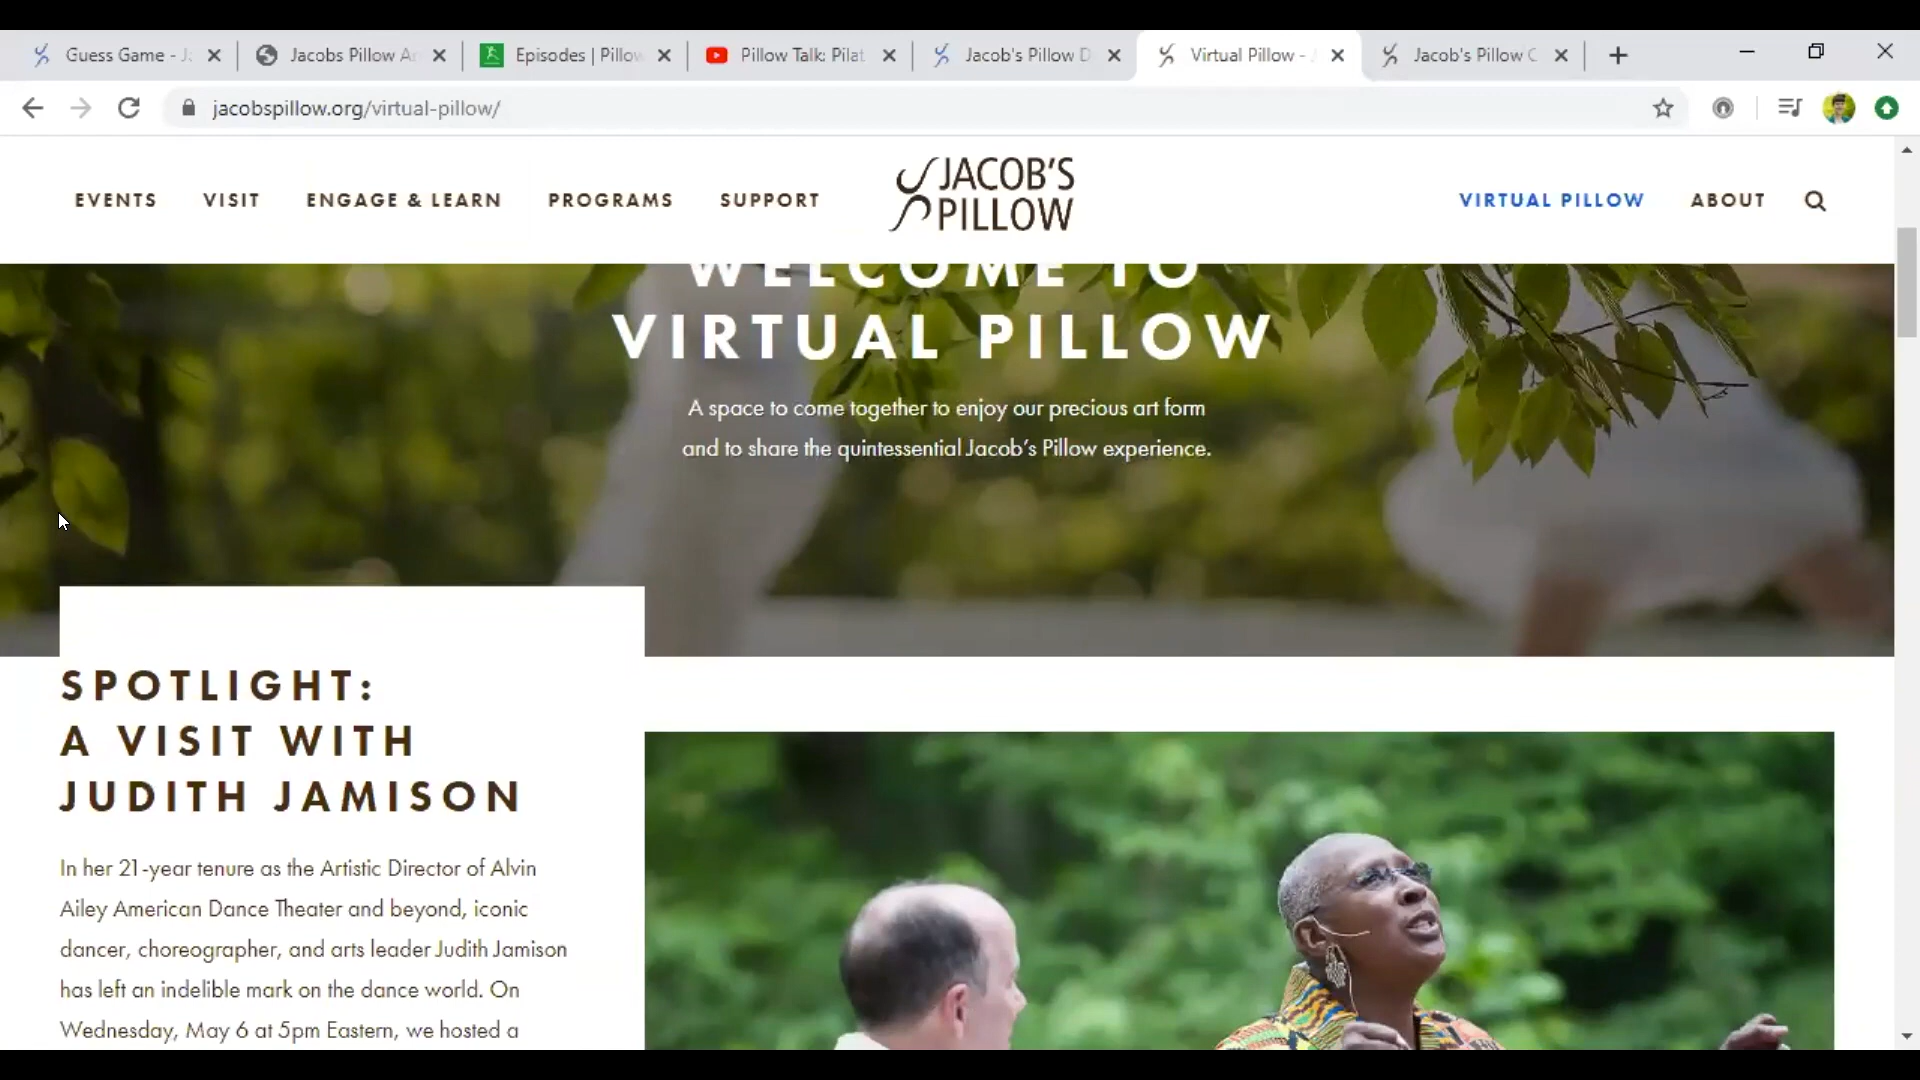 Guess Game - J
Jacobs Pillow Ar
Episodes | Pillow
Pillow Talk: Pilat
Jacob's Pillow D
Virtual Pillow -
Jacob's Pillow C
jacobspillow.org/virtual-pillow/
EVENTS VISIT ENGAGE & LEARN PROGRAMS SUPPORT
JACOB'S
PILLOW
VIRTUAL PILLOW ABOUT
WELCOME TO
VIRTUAL PILLOW
A space to come together to enjoy our precious art form
and to share the quintessential Jacob's Pillow experience.
SPOTLIGHT:
A VISIT WITH
JUDITH JAMISON
In her 21-year tenure as the Artistic Director of Alvin
Ailey American Dance Theater and beyond, iconic
dancer, choreographer, and arts leader Judith Jamison
has left an indelible mark on the dance world. On
Wednesday, May 6 at 5pm Eastern, we hosted a